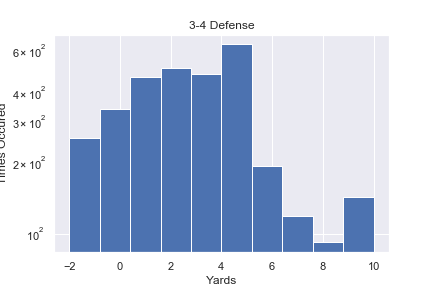 3-4 Defense
6 × 10²
4 × 10²
3 × 10²
2 × 10²
10²
Times Occured
−2 0 2 4 6 8 10
Yards